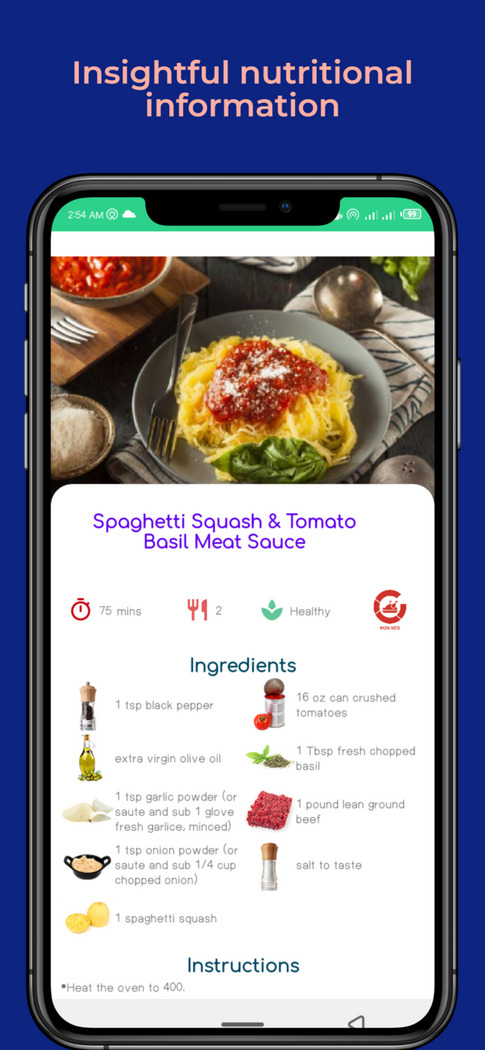 Insightful nutritional
information
2:54 AM
99
Spaghetti Squash & Tomato
Basil Meat Sauce
75 mins
2
Healthy
NON-VEG
Ingredients
1 tsp black pepper
16 oz can crushed
tomatoes
extra virgin olive oil
1 Tbsp fresh chopped
basil
1 tsp garlic powder (or
saute and sub 1 glove
fresh garlice, minced)
1 pound lean ground
beef
1 tsp onion powder (or
saute and sub 1/4 cup
chopped onion)
salt to taste
1 spaghetti squash
Instructions
•Heat the oven to 400.